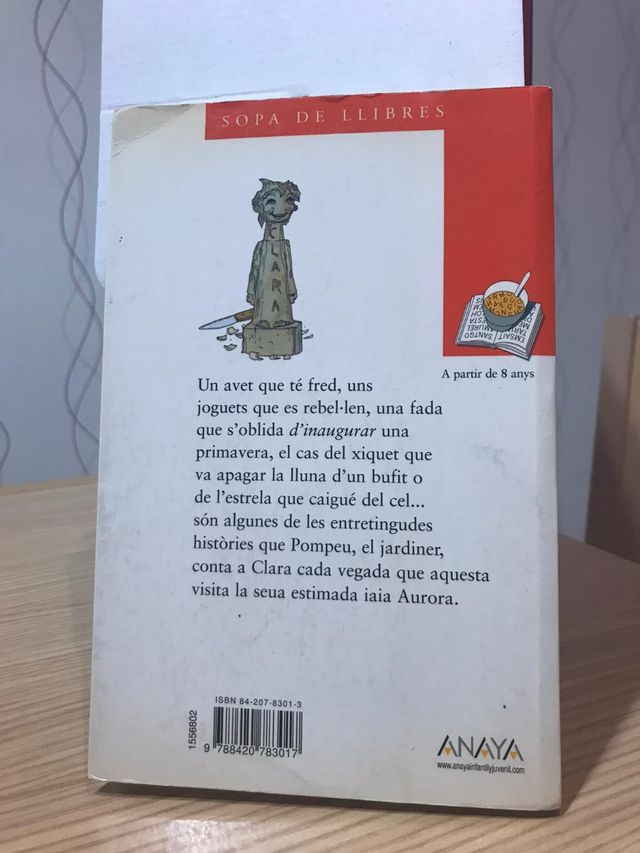 SOPA DE LLIBRES
CLARA
A partir de 8 anys
Un avet que té fred, uns
joguets que es rebel·len, una fada
que s'oblida d'inaugurar una
primavera, el cas del xiquet que
va apagar la lluna d'un bufit o
de l'estrela que caigué del cel...
són algunes de les entretingudes
històries que Pompeu, el jardiner,
conta a Clara cada vegada que aquesta
visita la seua estimada iaia Aurora.
ISBN 84-207-8301-3
1556802
9 788420 783017
ANAYA
www.anayainfantilyjuvenil.com